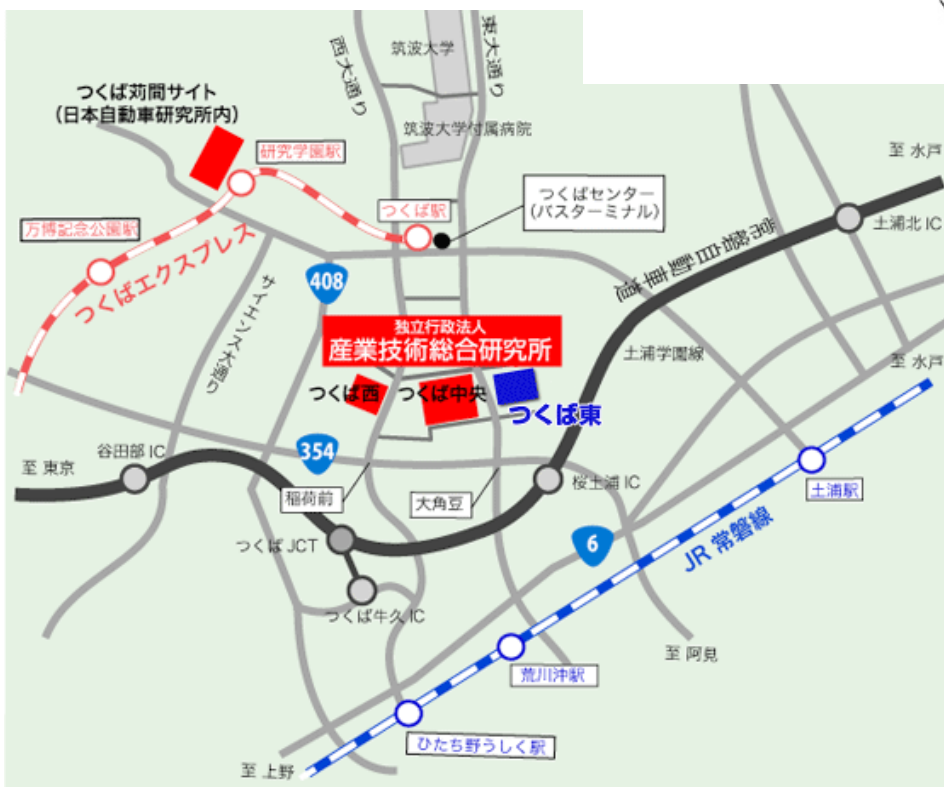 筑波大学
西大通り
東大通り
つくば苅間サイト
(日本自動車研究所内)
筑波大学付属病院
研究学園駅
至 水戸
つくばセンター
(バスターミナル)
つくば駅
万博記念公園駅
土浦北 IC
常磐自動車道
つくばエクスプレス
408
サイエンス大通り
独立行政法人
産業技術総合研究所
土浦学園線
至 水戸
つくば西
つくば中央
つくば東
谷田部 IC
354
至 東京
稲荷前
大角豆
桜土浦 IC
土浦駅
つくば JCT
6
JR 常磐線
つくば牛久 IC
至 阿見
荒川沖駅
ひたち野うしく駅
至 上野